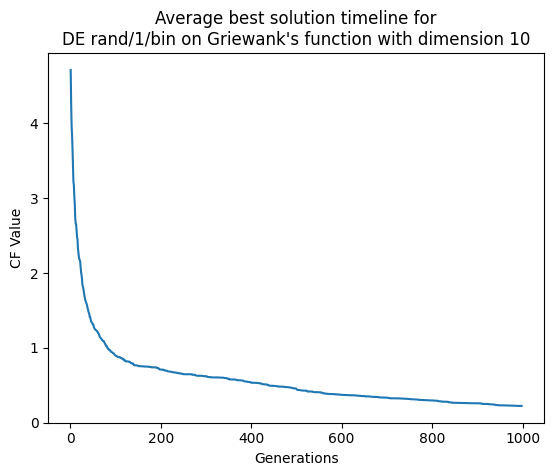 Average best solution timeline for
DE rand/1/bin on Griewank's function with dimension 10
CF Value
4
3
2
1
0
0 200 400 600 800 1000
Generations